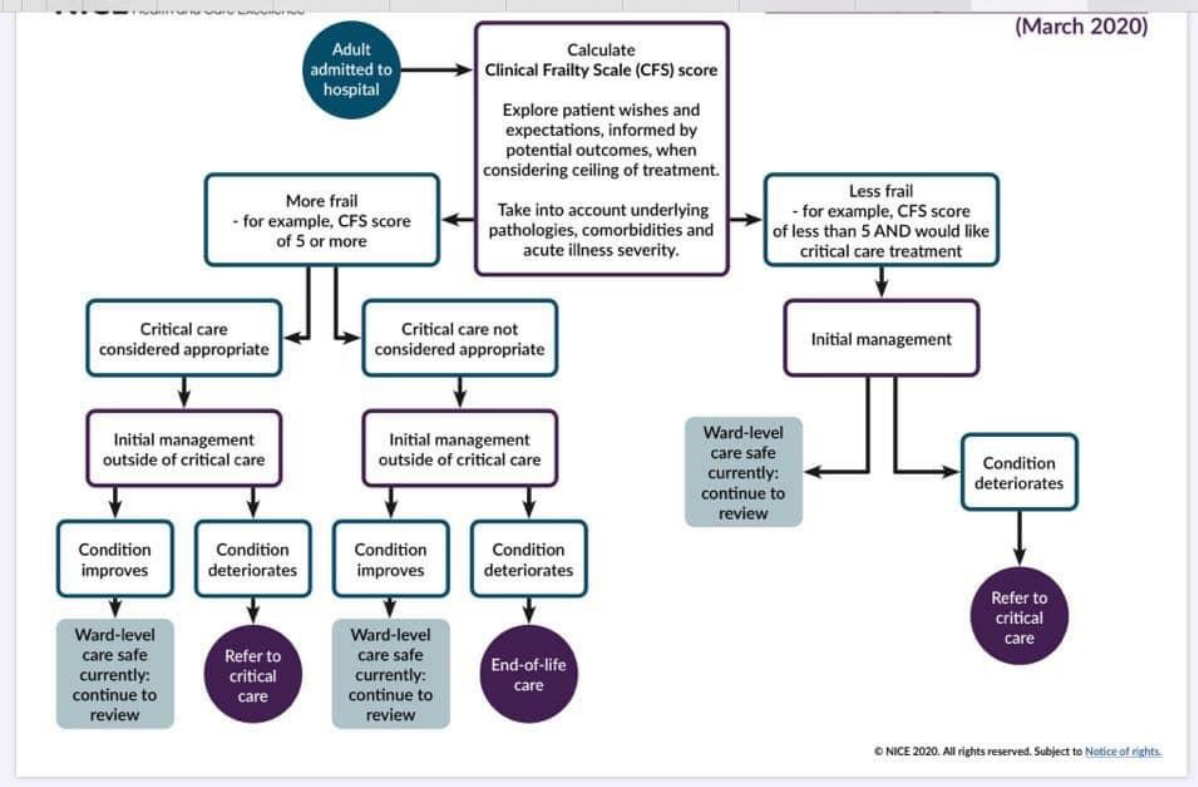 (March 2020)
Adult
admitted to
hospital
Calculate
Clinical Frailty Scale (CFS) score
Explore patient wishes and
expectations, informed by
potential outcomes, when
considering ceiling of treatment.
Take into account underlying
pathologies, comorbidities and
acute illness severity.
More frail
- for example, CFS score
of 5 or more
Less frail
- for example, CFS score
of less than 5 AND would like
critical care treatment
Critical care
considered appropriate
Critical care not
considered appropriate
Initial management
Initial management
outside of critical care
Initial management
outside of critical care
Ward-level
care safe
currently:
continue to
review
Condition
deteriorates
Condition
improves
Condition
deteriorates
Condition
improves
Condition
deteriorates
Refer to
critical
care
Ward-level
care safe
currently:
continue to
review
Refer to
critical
care
Ward-level
care safe
currently:
continue to
review
End-of-life
care
© NICE 2020. All rights reserved. Subject to Notice of rights.